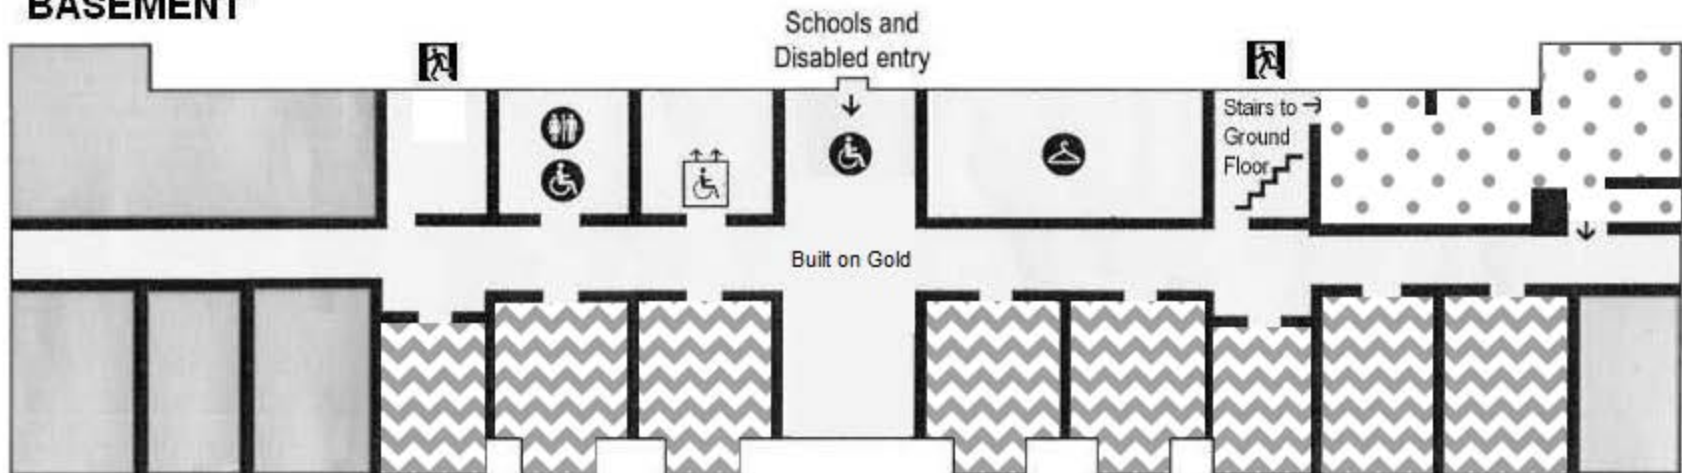 BASEMENT
Schools and
Disabled entry
Stairs to
Ground
Floor
Built on Gold